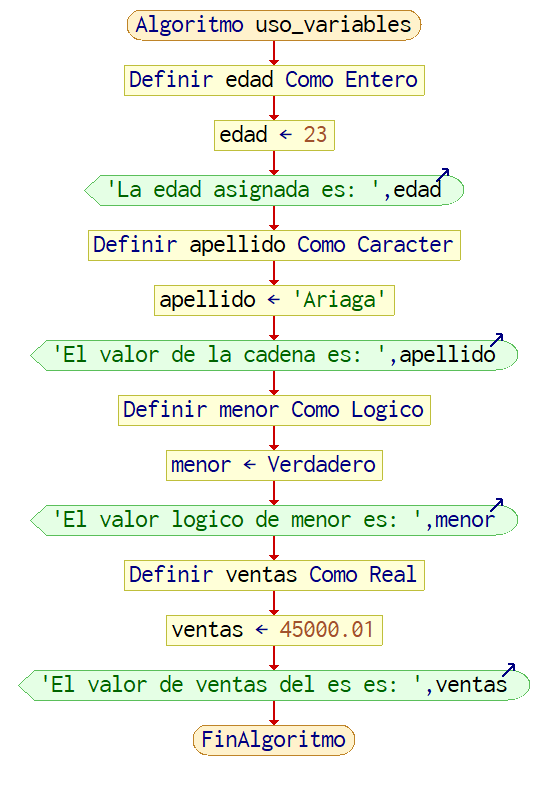 Algoritmo uso_variables
Definir edad Como Entero
edad ← 23
'La edad asignada es: ',edad
Definir apellido Como Caracter
apellido ← 'Ariaga'
'El valor de la cadena es: ',apellido
Definir menor Como Logico
menor ← Verdadero
'El valor logico de menor es: ',menor
Definir ventas Como Real
ventas ← 45000.01
'El valor de ventas del es es: ',ventas
FinAlgoritmo